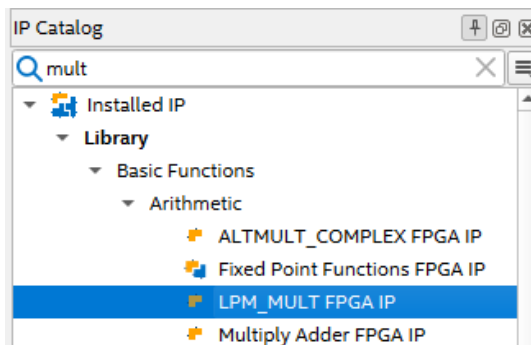 IP Catalog
mult
Installed IP
Library
Basic Functions
Arithmetic
ALTMULT_COMPLEX FPGA IP
Fixed Point Functions FPGA IP
LPM_MULT FPGA IP
Multiply Adder FPGA IP